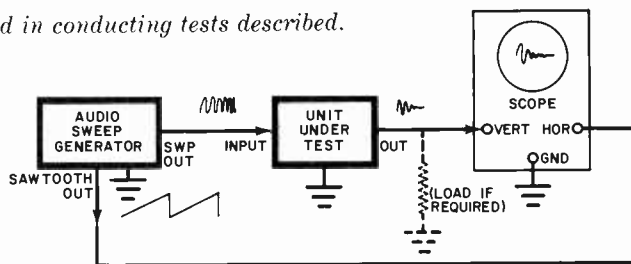 d in conducting tests described.
AUDIO
SWEEP
GENERATOR
SWP
OUT
SAWTOOTH
OUT
INPUT
UNIT
UNDER
TEST
OUT
(LOAD IF
REQUIRED)
SCOPE
VERT HOR
GND